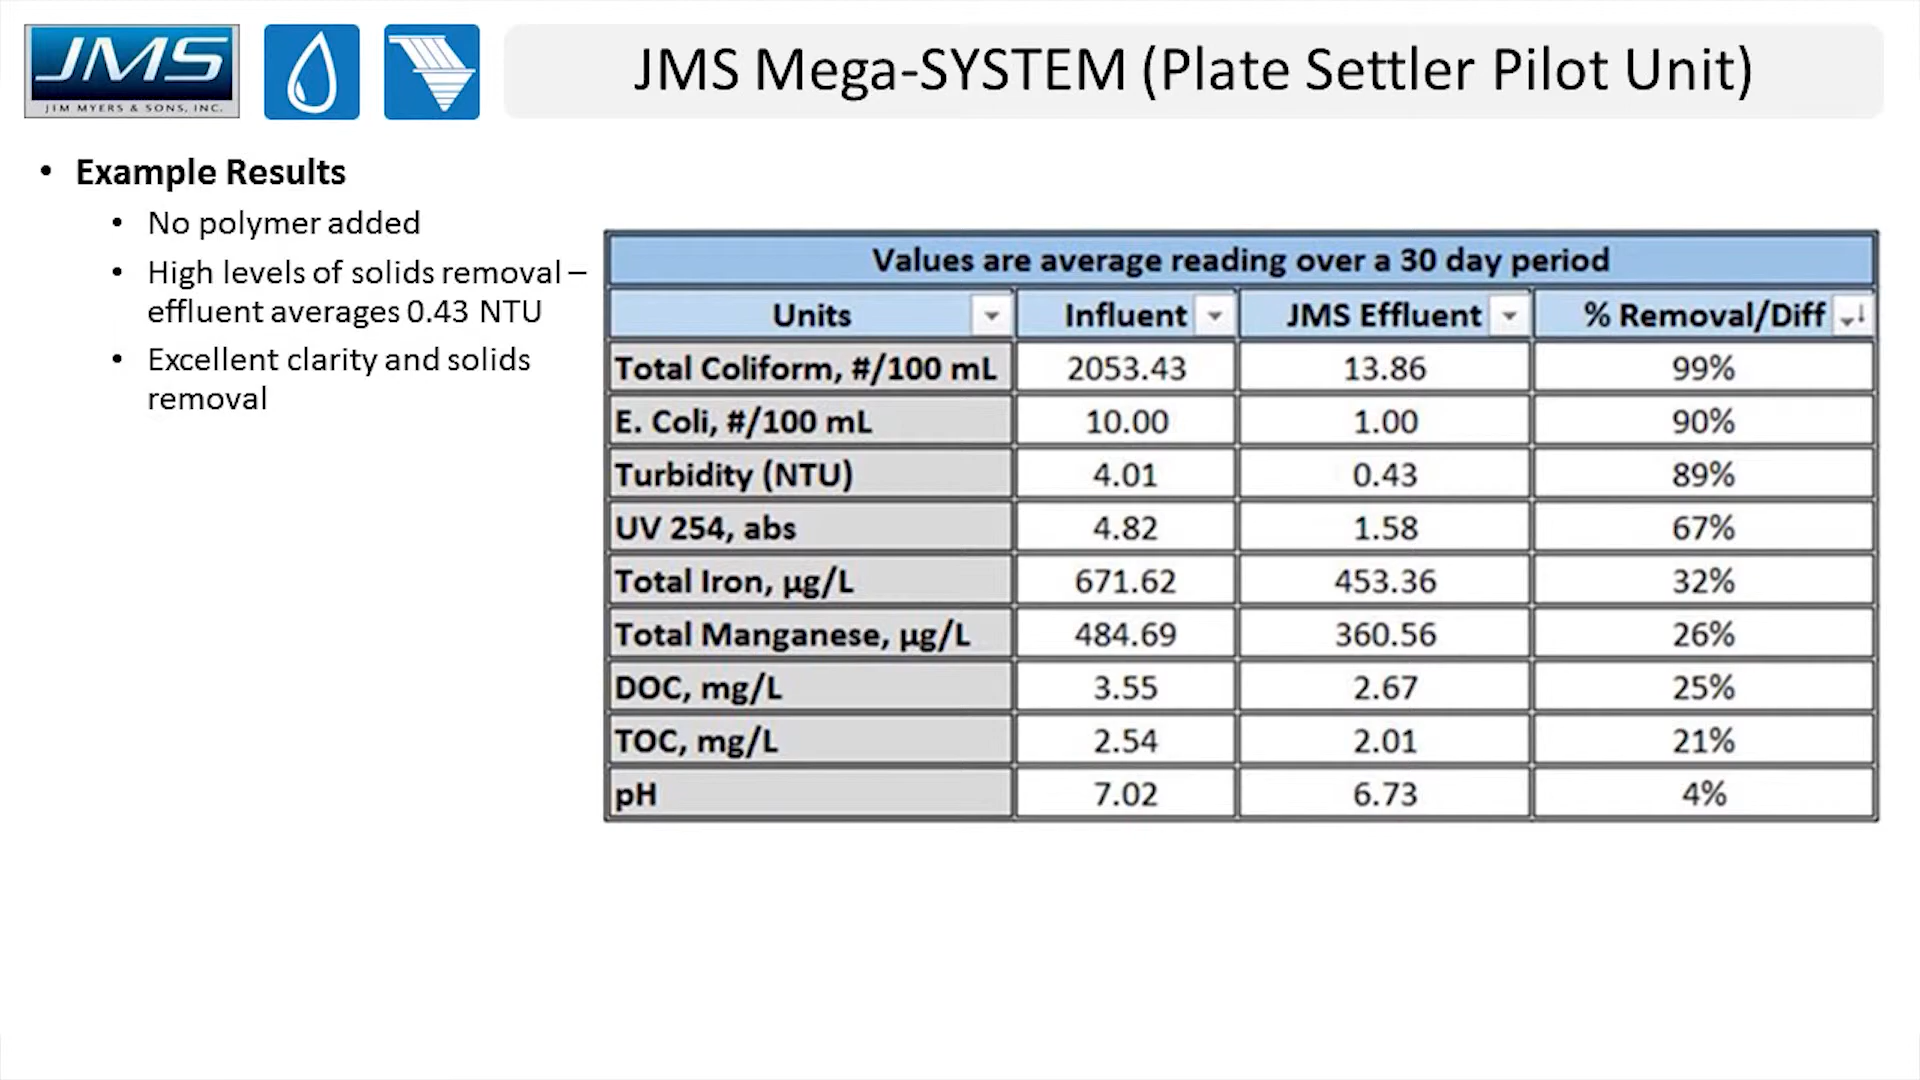 JMS
JIM MYERS & SONS, INC.
JMS Mega-SYSTEM (Plate Settler Pilot Unit)
• Example Results
• No polymer added
• High levels of solids removal –
effluent averages 0.43 NTU
• Excellent clarity and solids
removal
Values are average reading over a 30 day period
Units Influent JMS Effluent % Removal/Diff
Total Coliform, #/100 mL 2053.43 13.86 99%
E. Coli, #/100 mL 10.00 1.00 90%
Turbidity (NTU) 4.01 0.43 89%
UV 254, abs 4.82 1.58 67%
Total Iron, µg/L 671.62 453.36 32%
Total Manganese, µg/L 484.69 360.56 26%
DOC, mg/L 3.55 2.67 25%
TOC, mg/L 2.54 2.01 21%
pH 7.02 6.73 4%